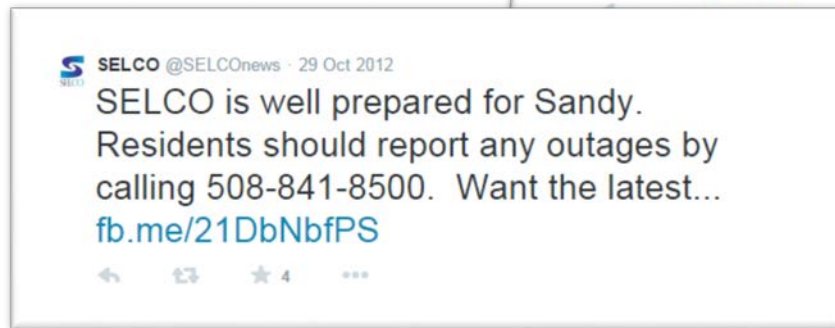 SELCO @SELCOnews · 29 Oct 2012
SELCO
SELCO is well prepared for Sandy.
Residents should report any outages by
calling 508-841-8500.  Want the latest...
fb.me/21DbNbfPS
4